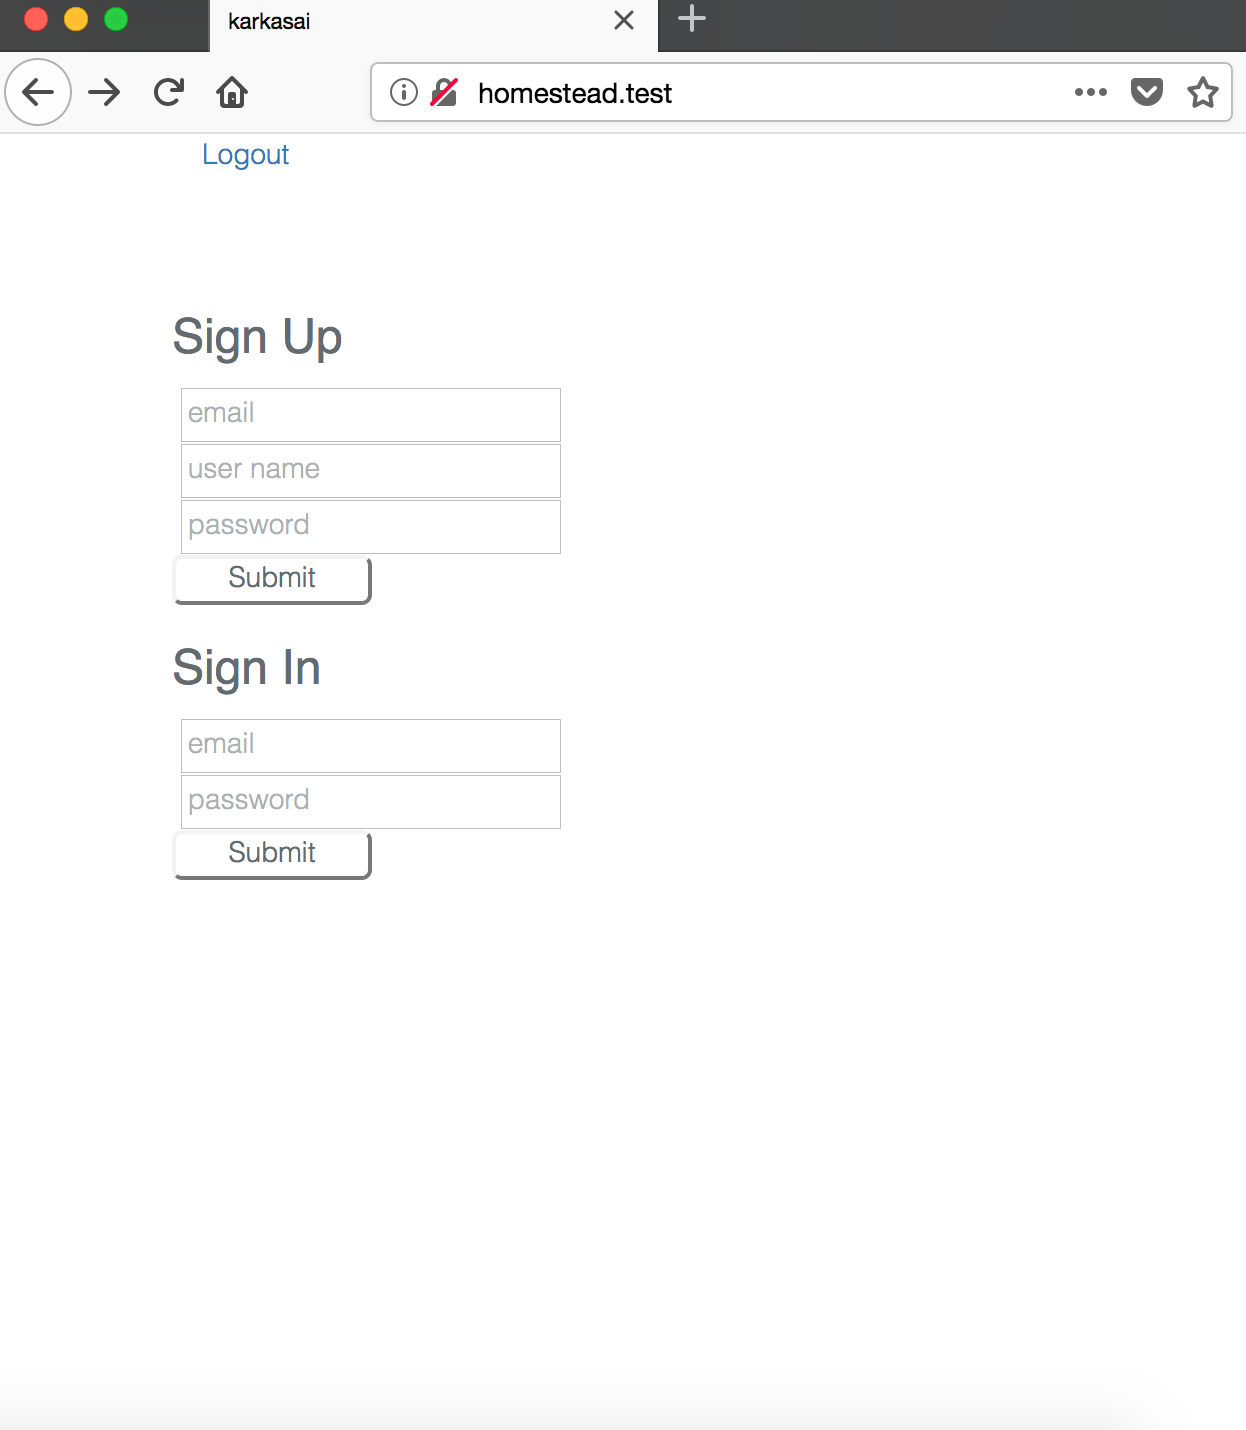 karkasai
homestead.test
Logout
Sign Up
email
user name
password
Submit
Sign In
email
password
Submit